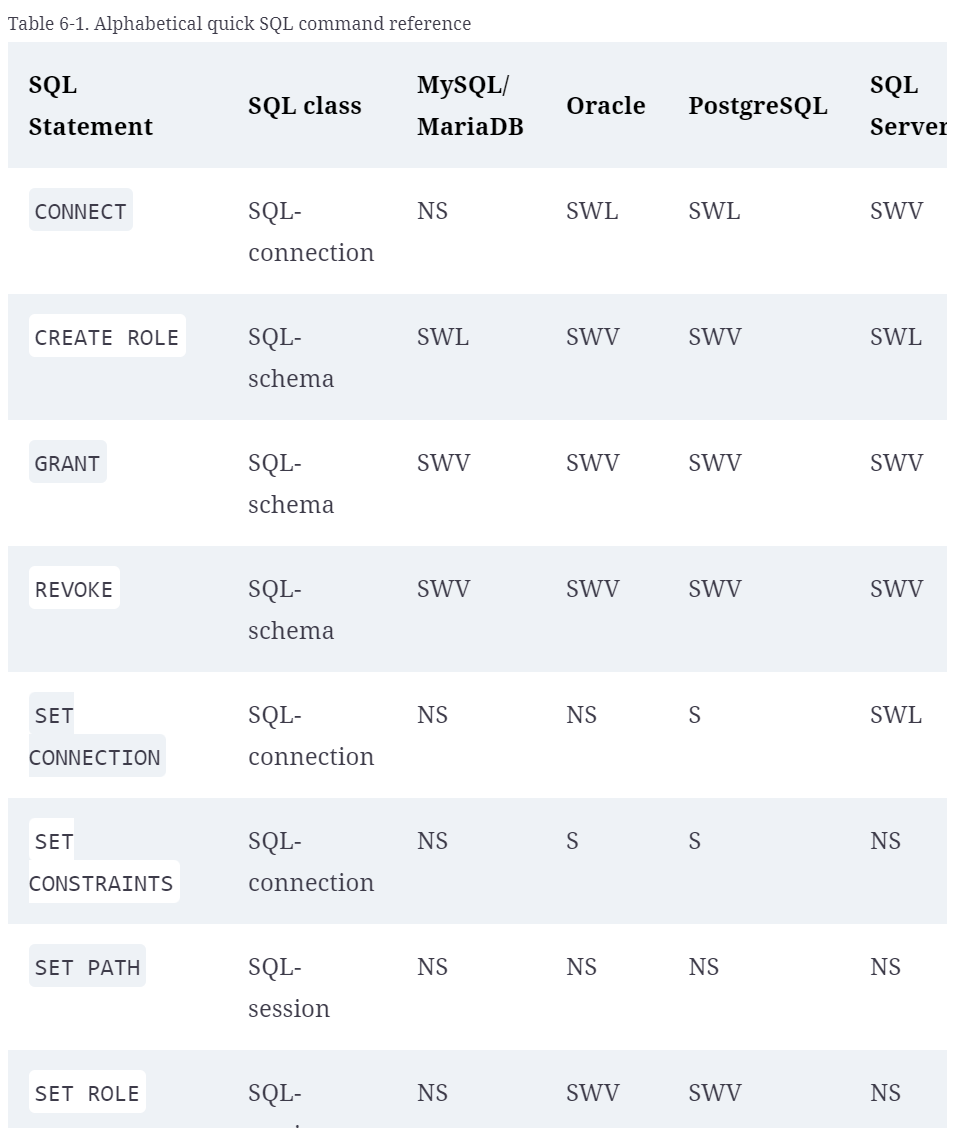 Table 6-1. Alphabetical quick SQL command reference
SQL Statement SQL class MySQL/ MariaDB Oracle PostgreSQL SQL Server
CONNECT SQL-connection NS SWL SWL SWV
CREATE ROLE SQL-schema SWL SWV SWV SWL
GRANT SQL-schema SWV SWV SWV SWV
REVOKE SQL-schema SWV SWV SWV SWV
SET CONNECTION SQL-connection NS NS S SWL
SET CONSTRAINTS SQL-connection NS S S NS
SET PATH SQL-session NS NS NS NS
SET ROLE SQL- NS SWV SWV NS